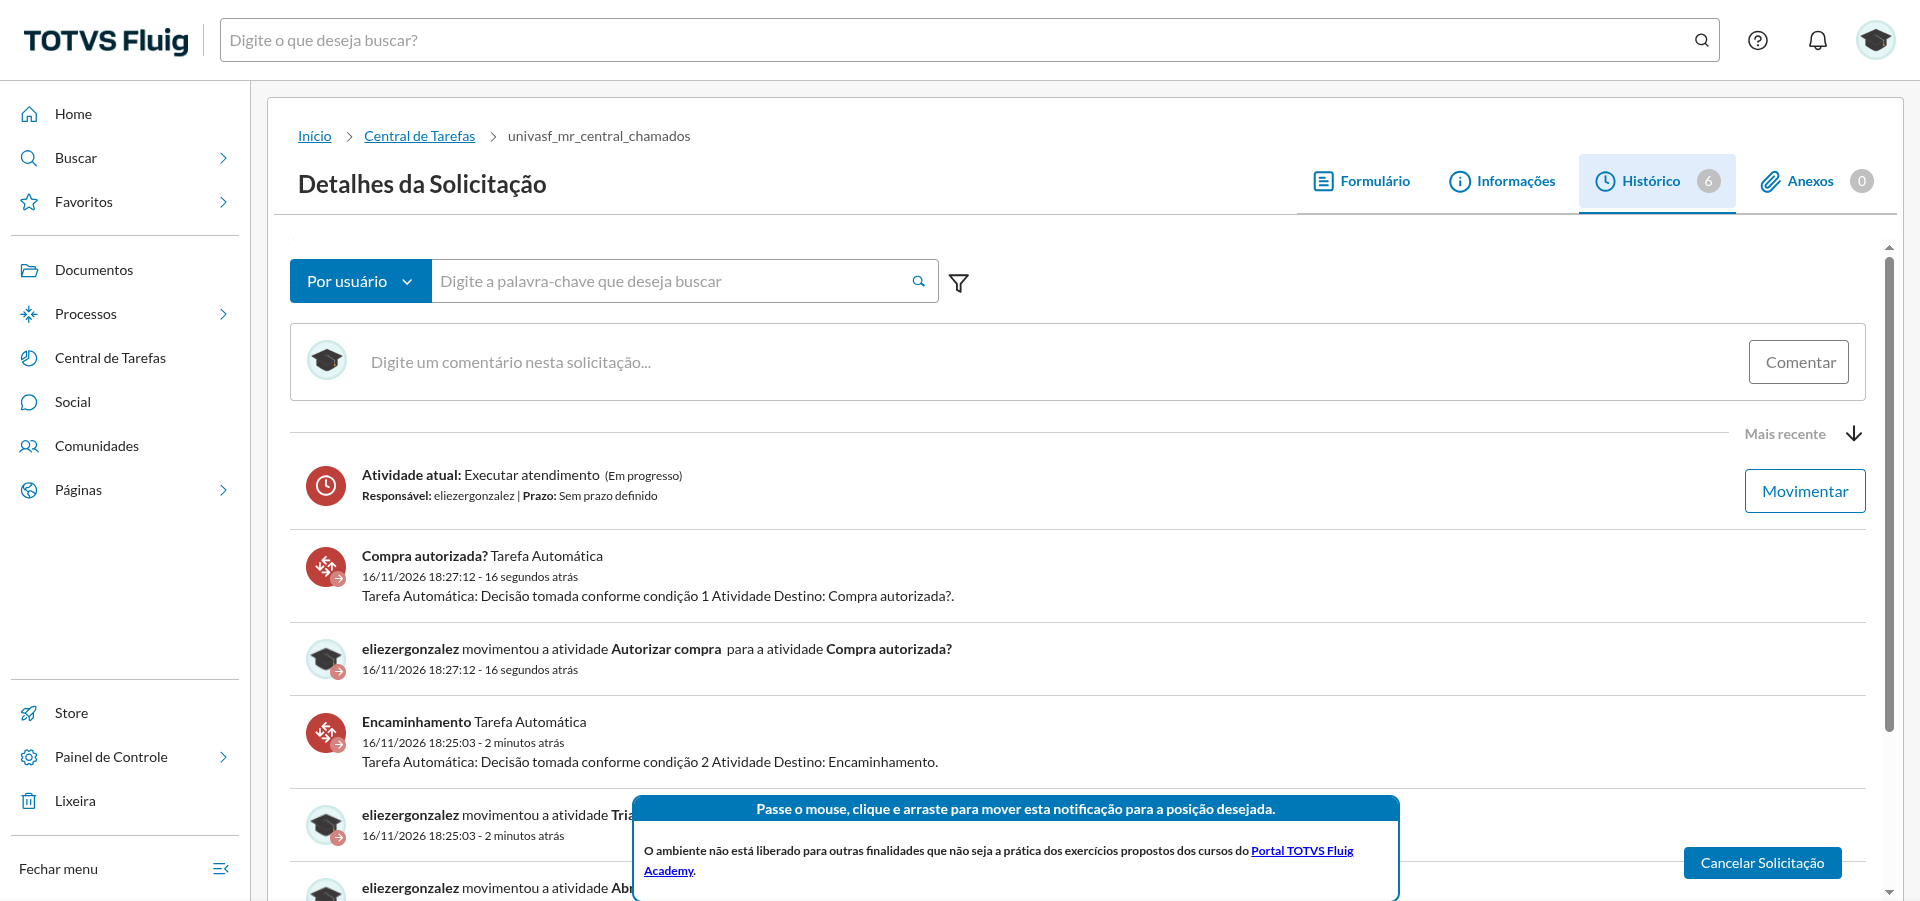 TOTVS Fluig
Digite o que deseja buscar?
Home
Buscar
Favoritos
Documentos
Processos
Central de Tarefas
Social
Comunidades
Páginas
Store
Painel de Controle
Lixeira
Fechar menu
Início > Central de Tarefas > univasf_mr_central_chamados
Detalhes da Solicitação
Formulário
Informações
Histórico 6
Anexos 0
Por usuário
Digite a palavra-chave que deseja buscar
Digite um comentário nesta solicitação...
Comentar
Mais recente
Atividade atual: Executar atendimento (Em progresso)
Responsável: eliezergonzalez | Prazo: Sem prazo definido
Movimentar
Compra autorizada? Tarefa Automática
16/11/2026 18:27:12 - 16 segundos atrás
Tarefa Automática: Decisão tomada conforme condição 1 Atividade Destino: Compra autorizada?.
eliezergonzalez movimentou a atividade Autorizar compra para a atividade Compra autorizada?
16/11/2026 18:27:12 - 16 segundos atrás
Encaminhamento Tarefa Automática
16/11/2026 18:25:03 - 2 minutos atrás
Tarefa Automática: Decisão tomada conforme condição 2 Atividade Destino: Encaminhamento.
eliezergonzalez movimentou a atividade
16/11/2026 18:25:03 - 2 minutos atrás
eliezergonzalez movimentou a atividade
Passe o mouse, clique e arraste para mover esta notificação para a posição desejada.
O ambiente não está liberado para outras finalidades que não seja a prática dos exercícios propostos dos cursos do Portal TOTVS Fluig
Academy.
Cancelar Solicitação